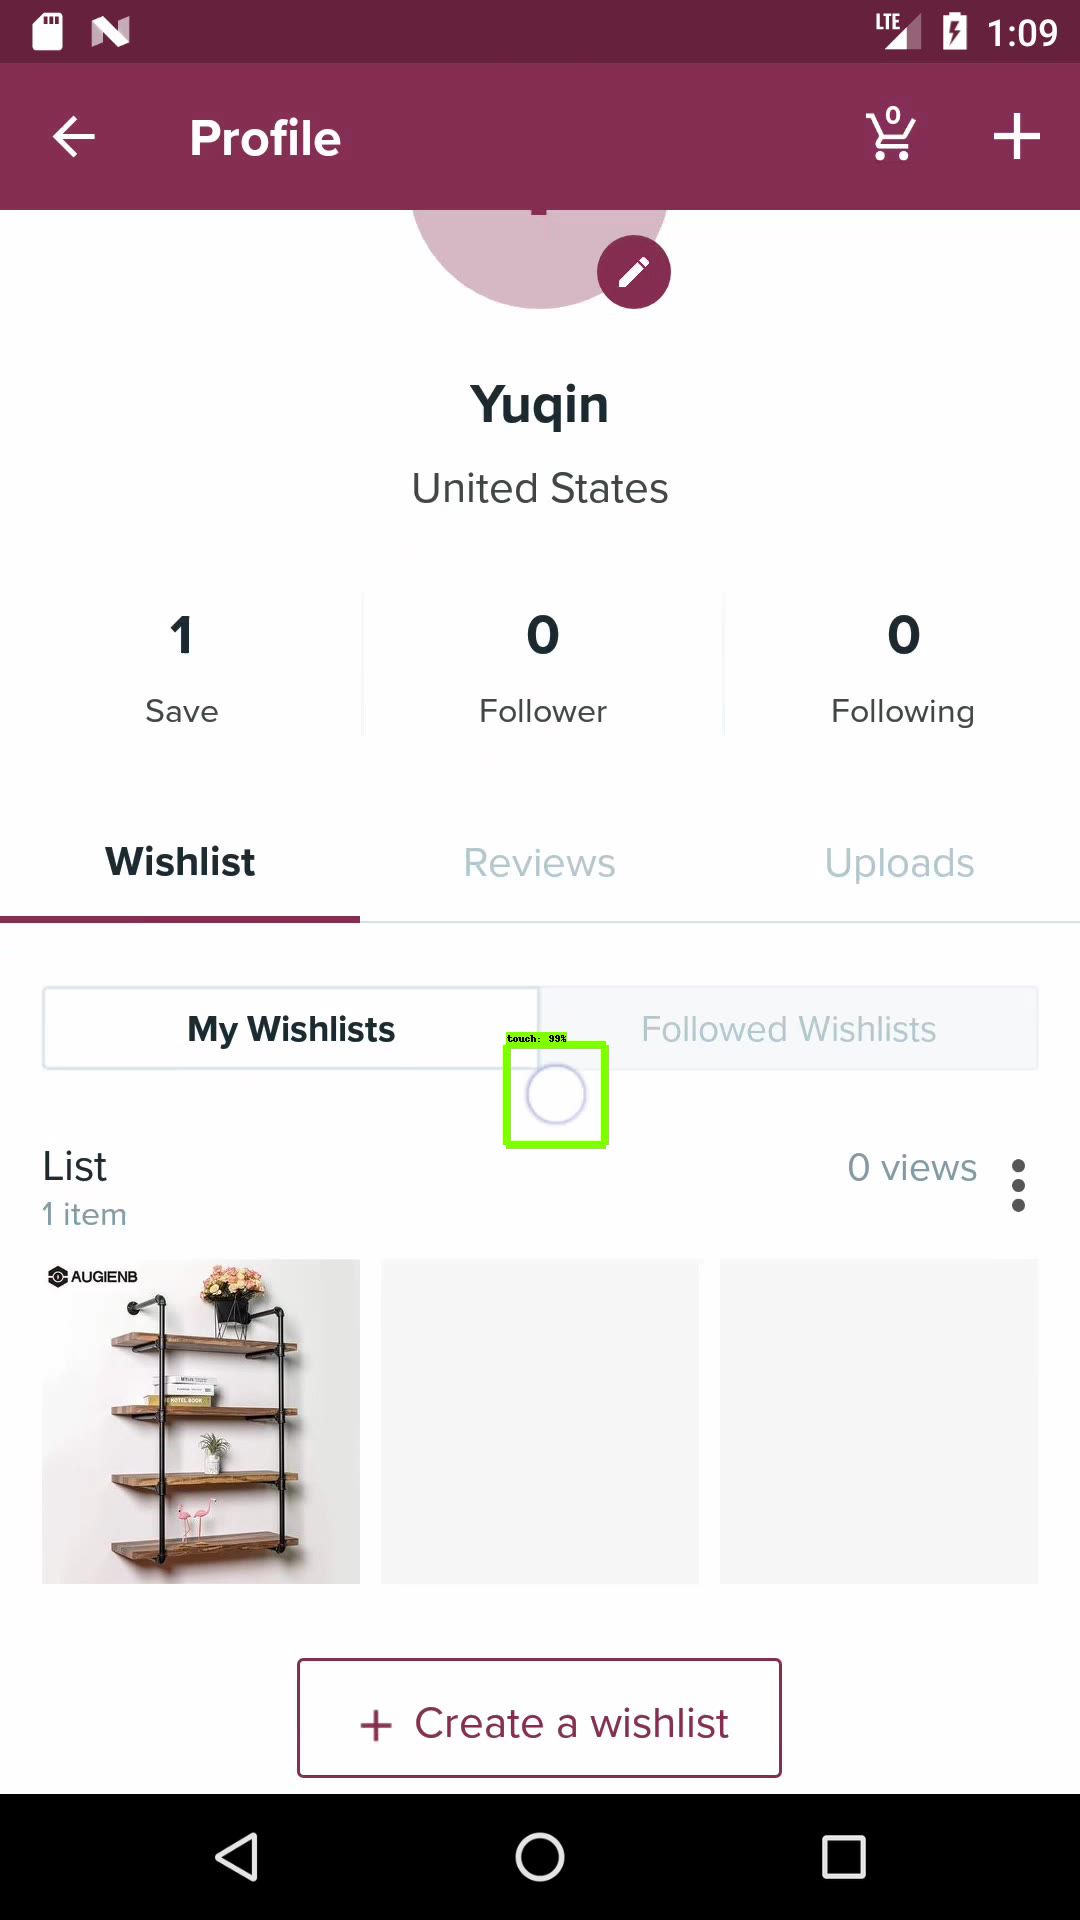 LTE 1:09
0
Profile
Yuqin
United States
1 0 0
Save Follower Following
Wishlist Reviews Uploads
My Wishlists Followed Wishlists
touch: 99%
List 0 views
1 item
AUGIENB
Create a wishlist